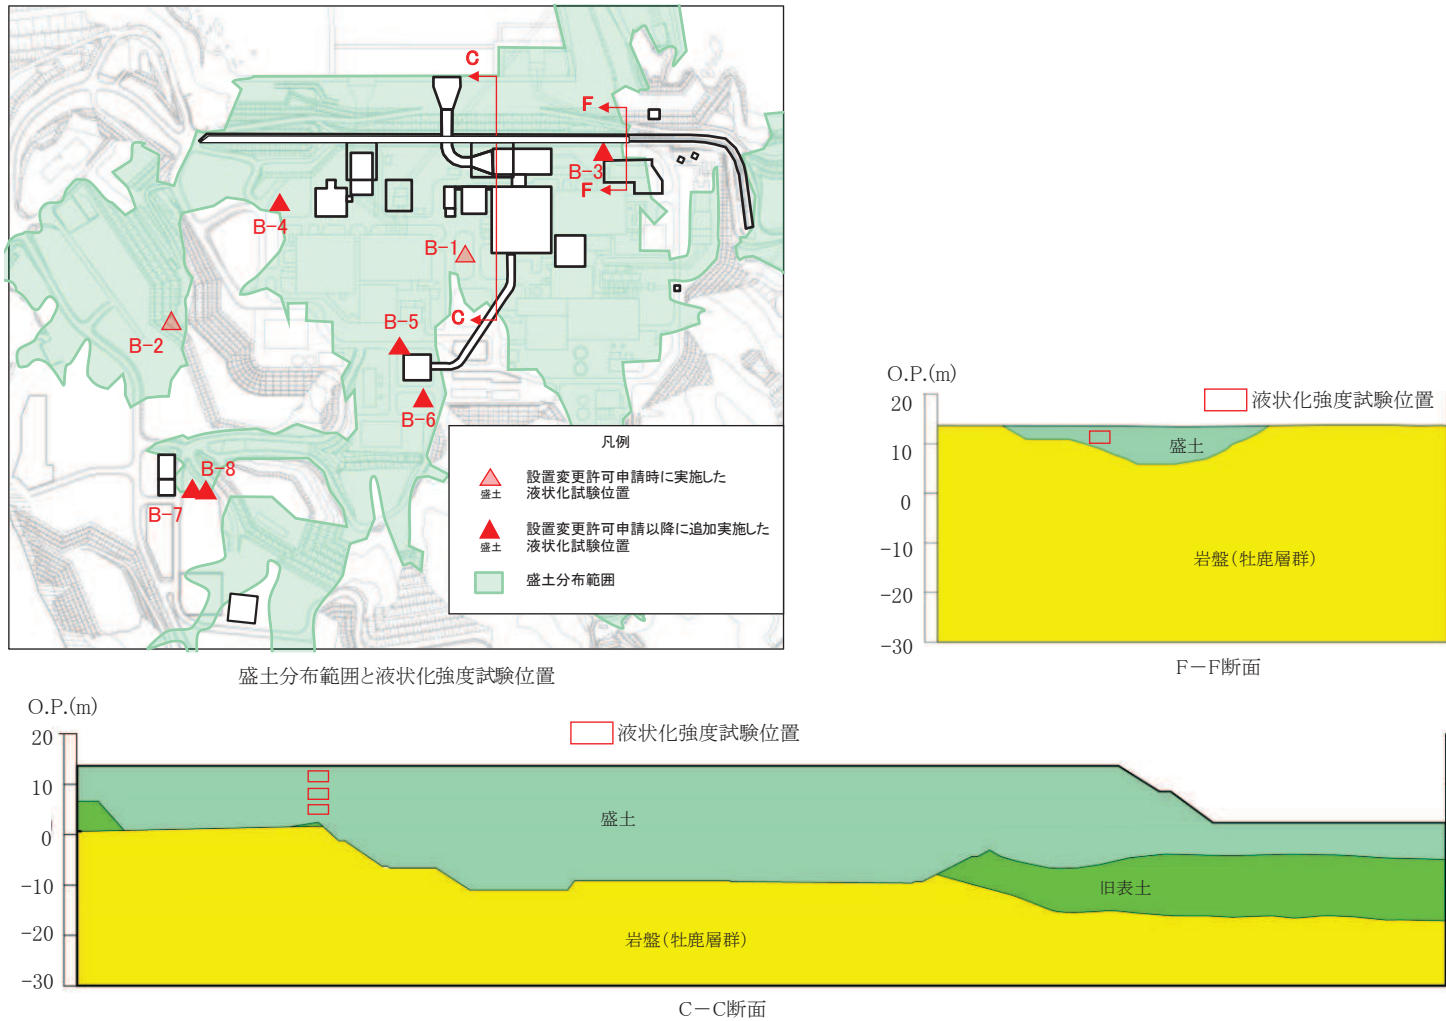 C
F
B-3
F
B-4
B-1
C
B-5
B-2
B-6
B-8
B-7
凡例
盛土
設置変更許可申請時に実施した
液状化試験位置
盛土
設置変更許可申請以降に追加実施した
液状化試験位置
盛土分布範囲
盛土分布範囲と液状化強度試験位置
O.P.(m)
20
10
0
-10
-20
-30
液状化強度試験位置
盛土
岩盤(牡鹿層群)
F－F断面
O.P.(m)
20
10
0
-10
-20
-30
液状化強度試験位置
盛土
旧表土
岩盤(牡鹿層群)
C－C断面